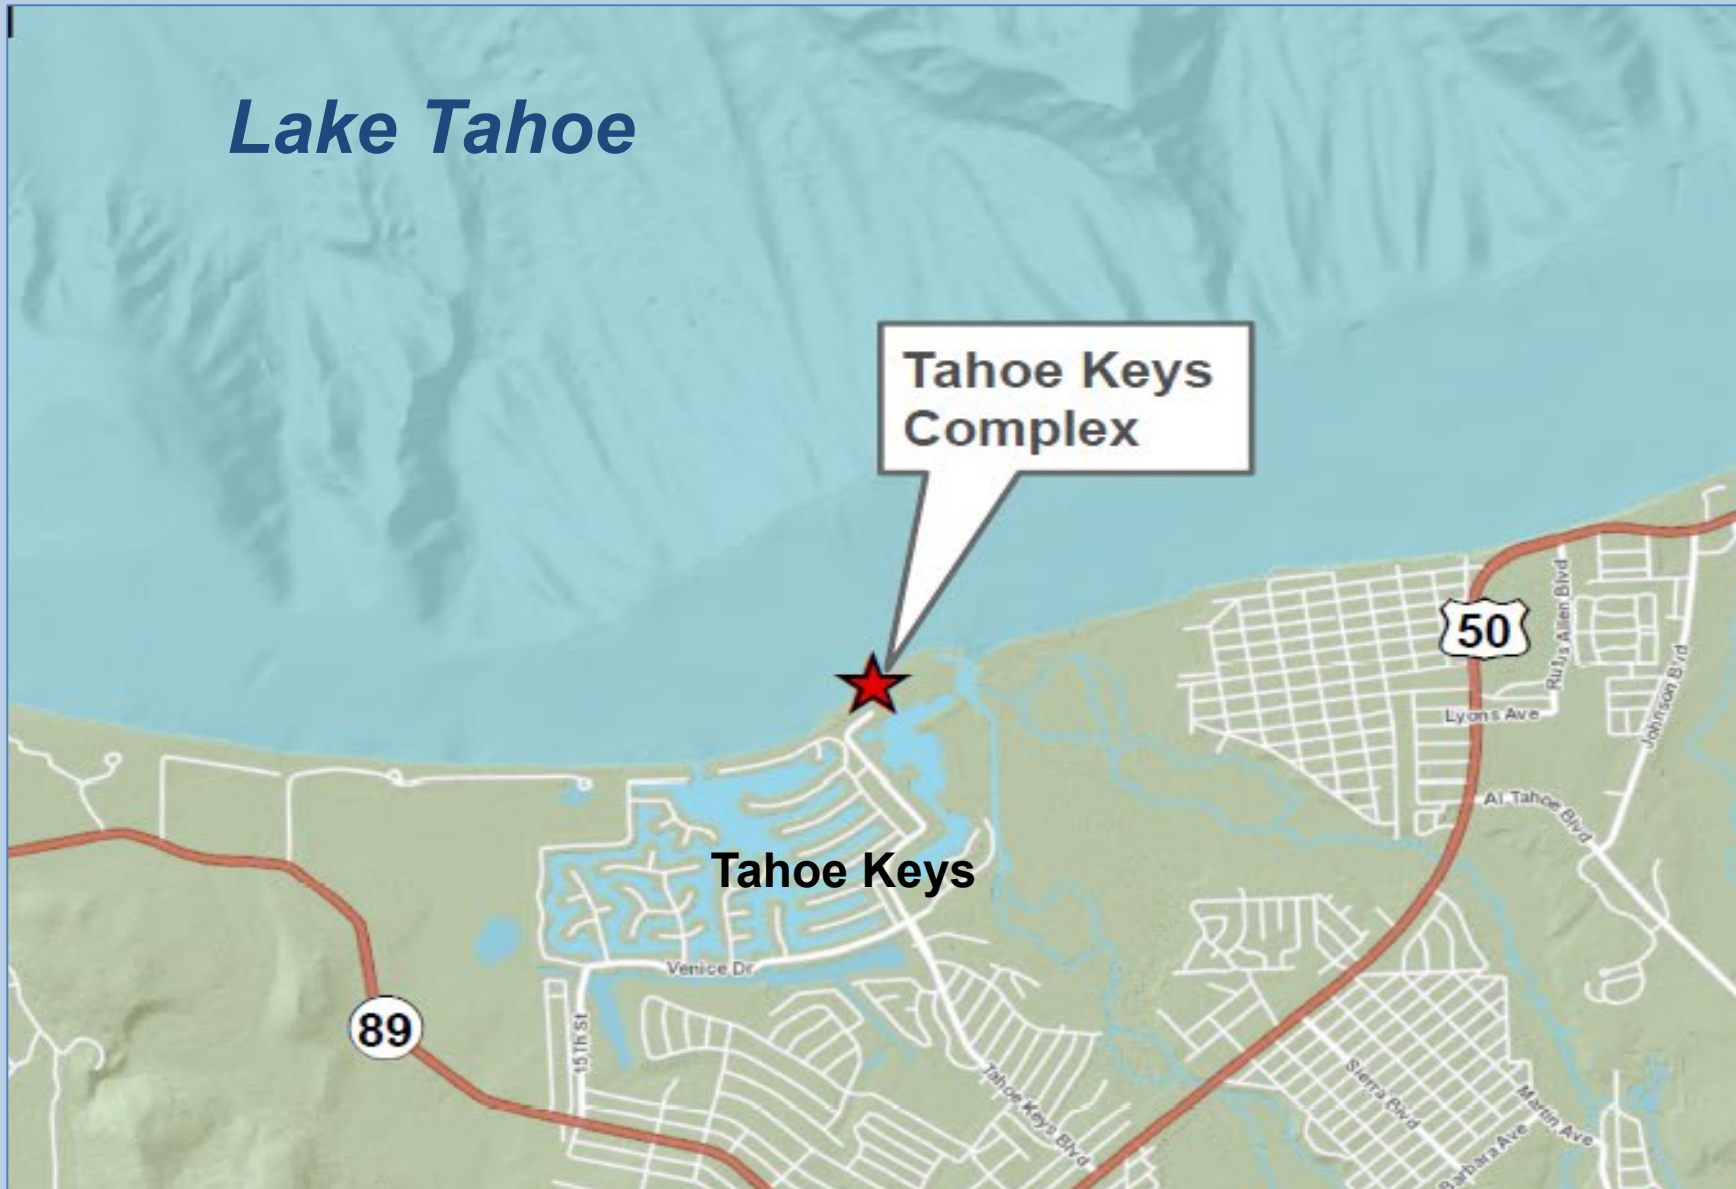 Lake Tahoe
Tahoe Keys
Complex
50
Rufus Allen Blvd
Lyons Ave
Johnson Blvd
Al Tahoe Blvd
Tahoe Keys
Venice Dr
89
15Th St
Tahoe Keys Blvd
Sierra Blvd
Martin Ave
Barbara Ave